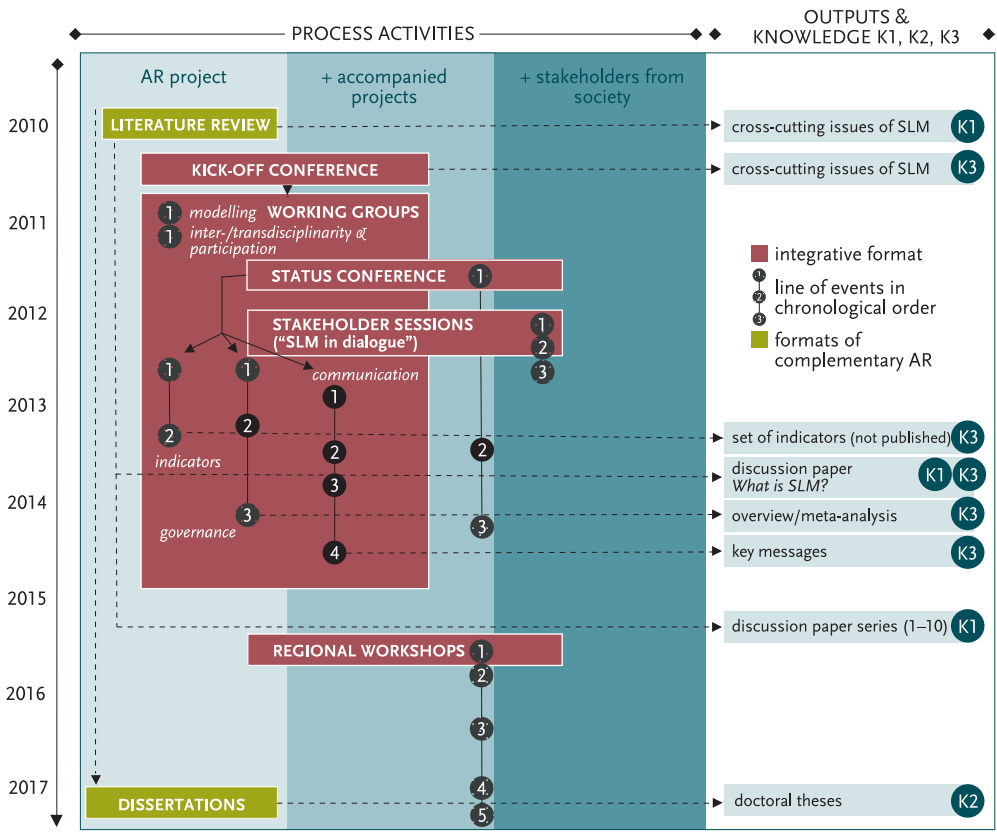 PROCESS ACTIVITIES
OUTPUTS &
KNOWLEDGE K1, K2, K3
AR project
+ accompanied
projects
+ stakeholders from
society
2010
LITERATURE REVIEW
cross-cutting issues of SLM K1
KICK-OFF CONFERENCE
cross-cutting issues of SLM K3
2011
1 modelling WORKING GROUPS
1 inter-/transdisciplinarity &
participation
STATUS CONFERENCE 1
integrative format
1
2
3
line of events in
chronological order
formats of
complementary AR
2012
STAKEHOLDER SESSIONS
("SLM in dialogue")
1
2
3
1
1
communication
2013
1
2
2
indicators
2
3
4
2
set of indicators (not published) K3
discussion paper
What is SLM?
K1 K3
2014
governance
3
3
overview/meta-analysis K3
key messages K3
2015
discussion paper series (1–10) K1
REGIONAL WORKSHOPS 1
2
2016
3
2017
4
5
DISSERTATIONS
doctoral theses K2